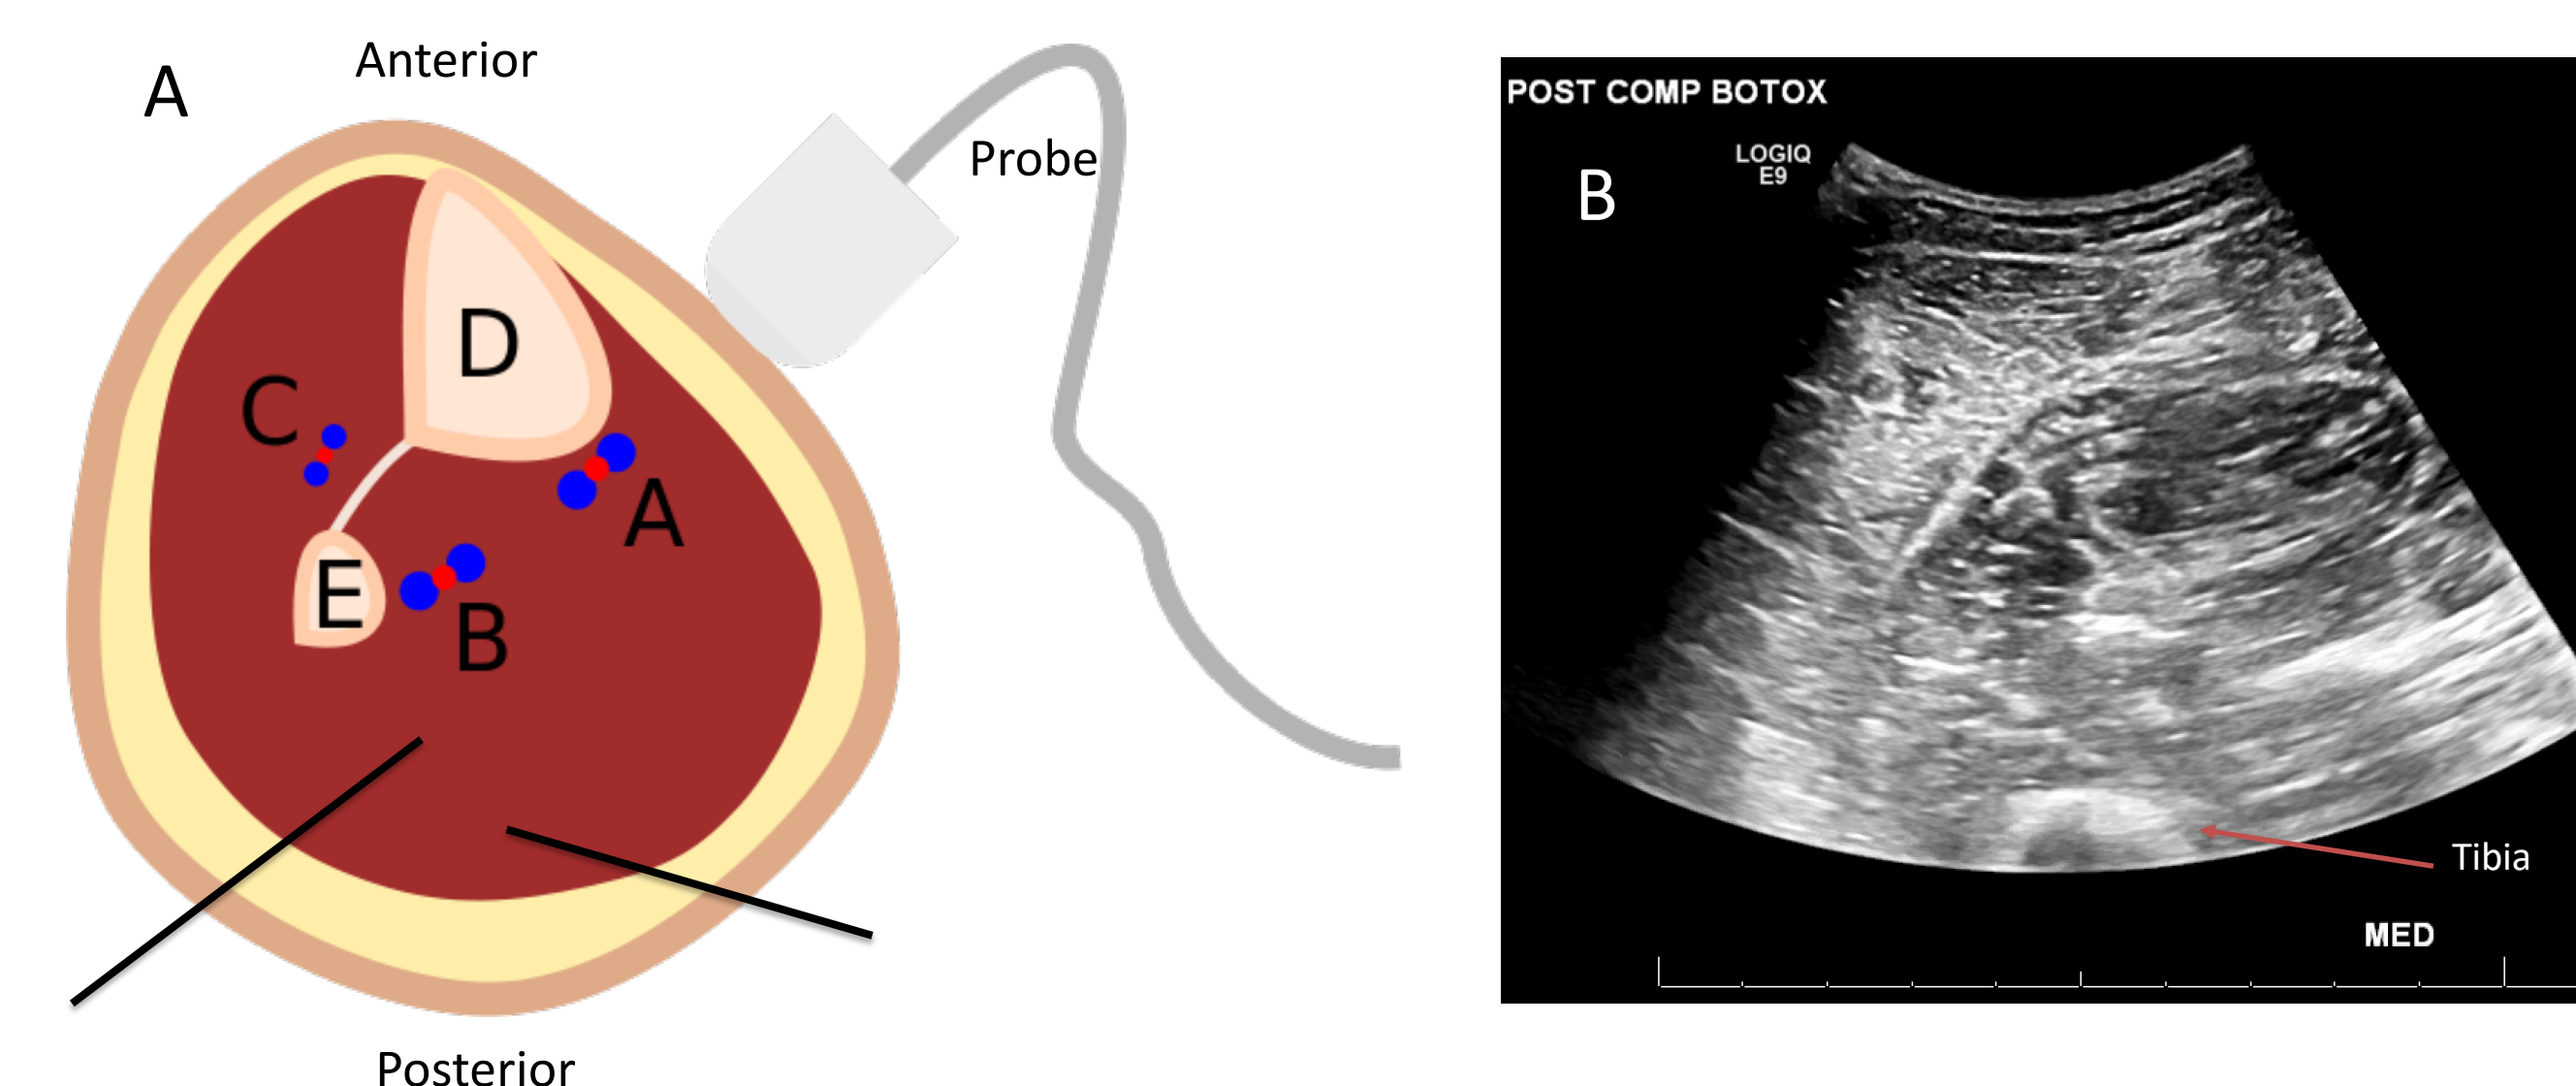 A
Anterior
Probe
C
D
A
E
B
Posterior
POST COMP BOTOX
LOGIQ
E9
B
Tibia
MED